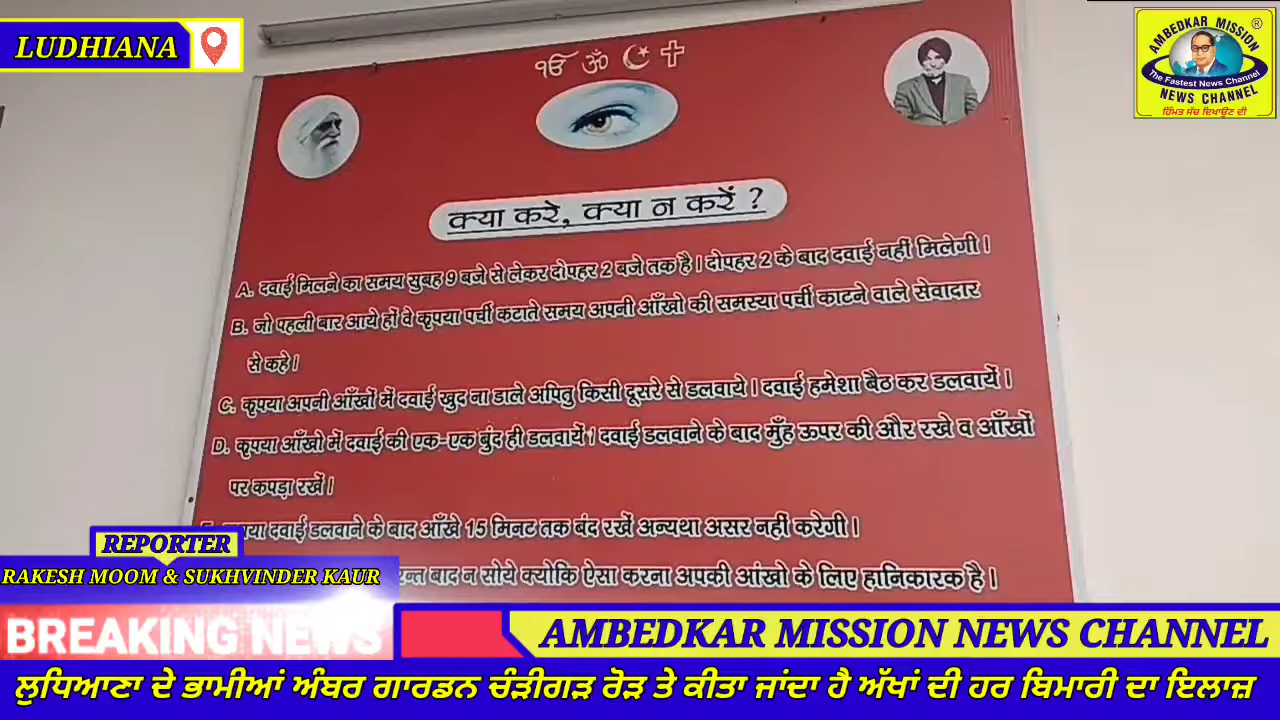 LUDHIANA
AMBEDKAR MISSION
The Fastest News Channel
NEWS CHANNEL
ਹਿੰਮਤ ਸੱਚ ਦਿਖਾਉਣ ਦੀ
ੴ ॐ
क्या करे, क्या न करें ?
A. दवाई मिलने का समय सुबह 9 बजे से लेकर दोपहर 2 बजे तक है । दोपहर 2 के बाद दवाई नहीं मिलेगी ।
B. जो पहली बार आये हों वे कृपया पर्ची कटाते समय अपनी आँखो की समस्या पर्ची काटने वाले सेवादार
से कहे ।
C. कृपया अपनी आँखों में दवाई खुद ना डाले अपितु किसी दूसरे से डलवाये । दवाई हमेशा बैठ कर डलवायें ।
D. कृपया आँखो में दवाई की एक-एक बुंद ही डलवायें । दवाई डलवाने के बाद मुँह ऊपर की और रखे व आँखों
पर कपड़ा रखें ।
दवाई डलवाने के बाद आँखे 15 मिनट तक बंद रखें अन्यथा असर नहीं करेगी ।
बाद न सोये क्योकि ऐसा करना अपकी आंखो के लिए हानिकारक है ।
REPORTER
RAKESH MOOM & SUKHVINDER KAUR
BREAKING NEWS
AMBEDKAR MISSION NEWS CHANNEL
ਲੁਧਿਆਣਾ ਦੇ ਭਾਮੀਆਂ ਅੰਬਰ ਗਾਰਡਨ ਚੰਡੀਗੜ ਰੋੜ ਤੇ ਕੀਤਾ ਜਾਂਦਾ ਹੈ ਅੱਖਾਂ ਦੀ ਹਰ ਬਿਮਾਰੀ ਦਾ ਇਲਾਜ਼